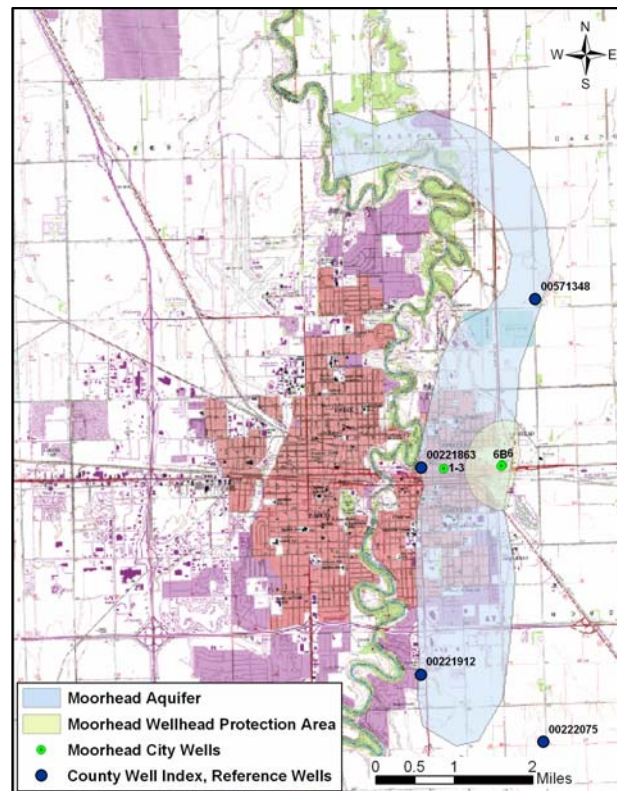 N
W E
S
00571348
00221863
1-3
6B6
00221912
00222075
Moorhead Aquifer
Moorhead Wellhead Protection Area
Moorhead City Wells
County Well Index, Reference Wells
0 0.5 1 2
Miles